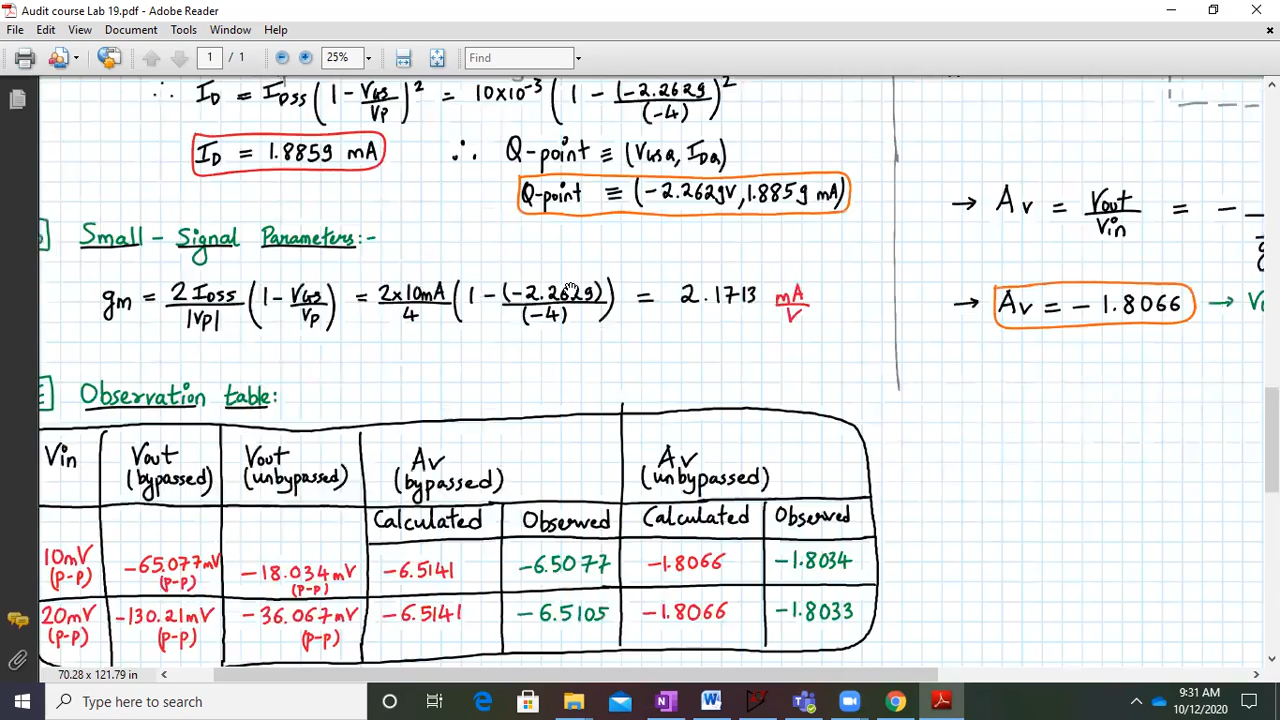 Audit course Lab 19.pdf - Adobe Reader
File Edit View Document Tools Window Help
1 / 1 25% Find
∴ ID = IDSS (1 - VGS/VP)² = 10×10⁻³ (1 - (-2.2629)/(-4))²
ID = 1.8859 mA ∴ Q-point ≡ (VGSQ, IDQ)
Q-point ≡ (-2.2629V, 1.8859 mA)
→ Av = Vout/Vin = -
Small - Signal Parameters:-
gm = 2 IDSS/|VP| (1 - VGS/VP) = 2×10mA/4 (1 - (-2.2629)/(-4)) = 2.1713 mA/V
→ Av = - 1.8066 →
Observation table:
Vin Vout (bypassed) Vout (unbypassed) Av (bypassed) Av (unbypassed)
Calculated Observed Calculated Observed
10mV (p-p) -65.077mV (p-p) -18.034mV (p-p) -6.5141 -6.5077 -1.8066 -1.8034
20mV (p-p) -130.21mV (p-p) -36.067mV (p-p) -6.5141 -6.5105 -1.8066 -1.8033
70.28 x 121.79 in
Type here to search
9:31 AM
10/12/2020